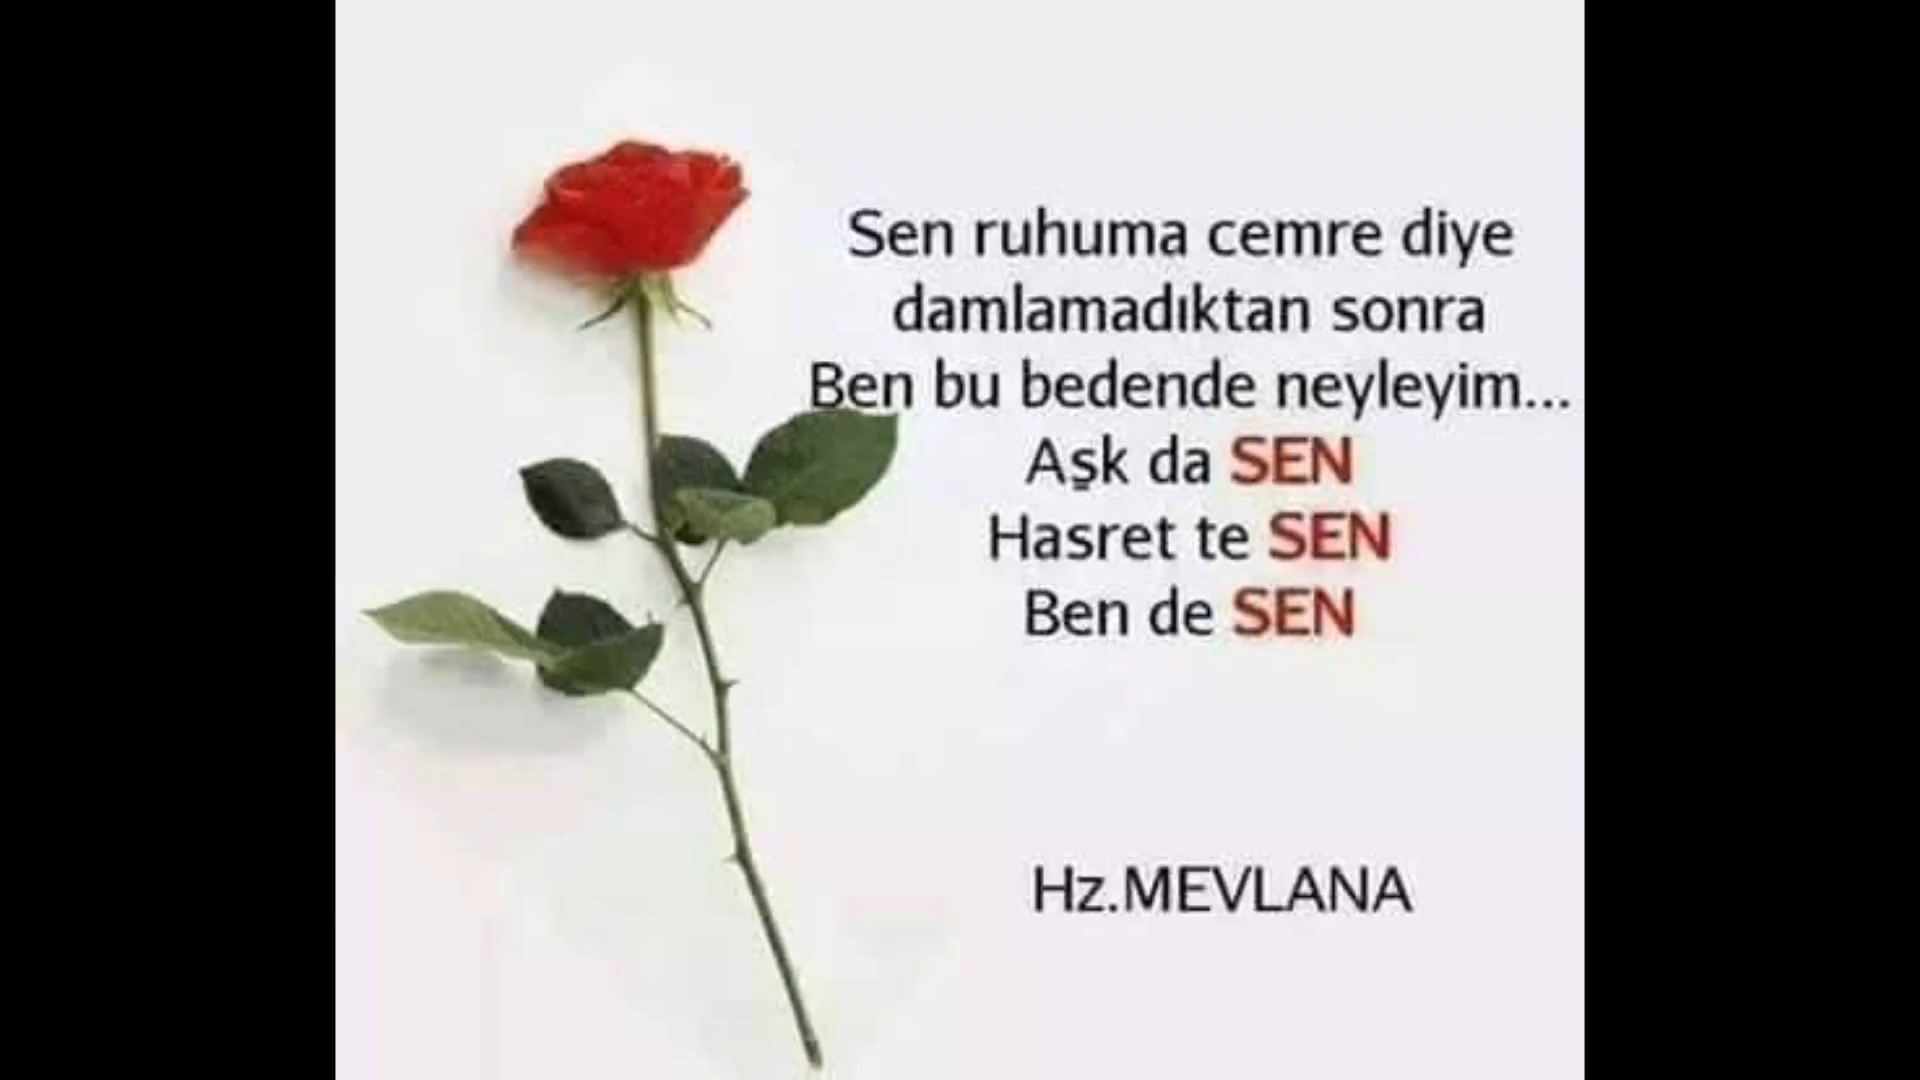 Sen ruhuma cemre diye
damlamadıktan sonra
Ben bu bedende neyleyim...
Aşk da SEN
Hasret te SEN
Ben de SEN
Hz.MEVLANA